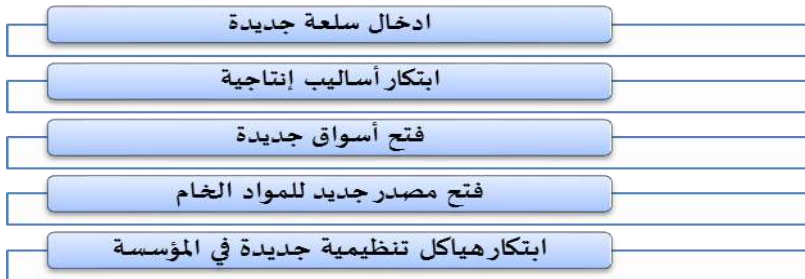 ادخال سلعة جديدة
ابتكار أساليب إنتاجية
فتح أسواق جديدة
فتح مصدر جديد للمواد الخام
ابتكار هياكل تنظيمية جديدة في المؤسسة